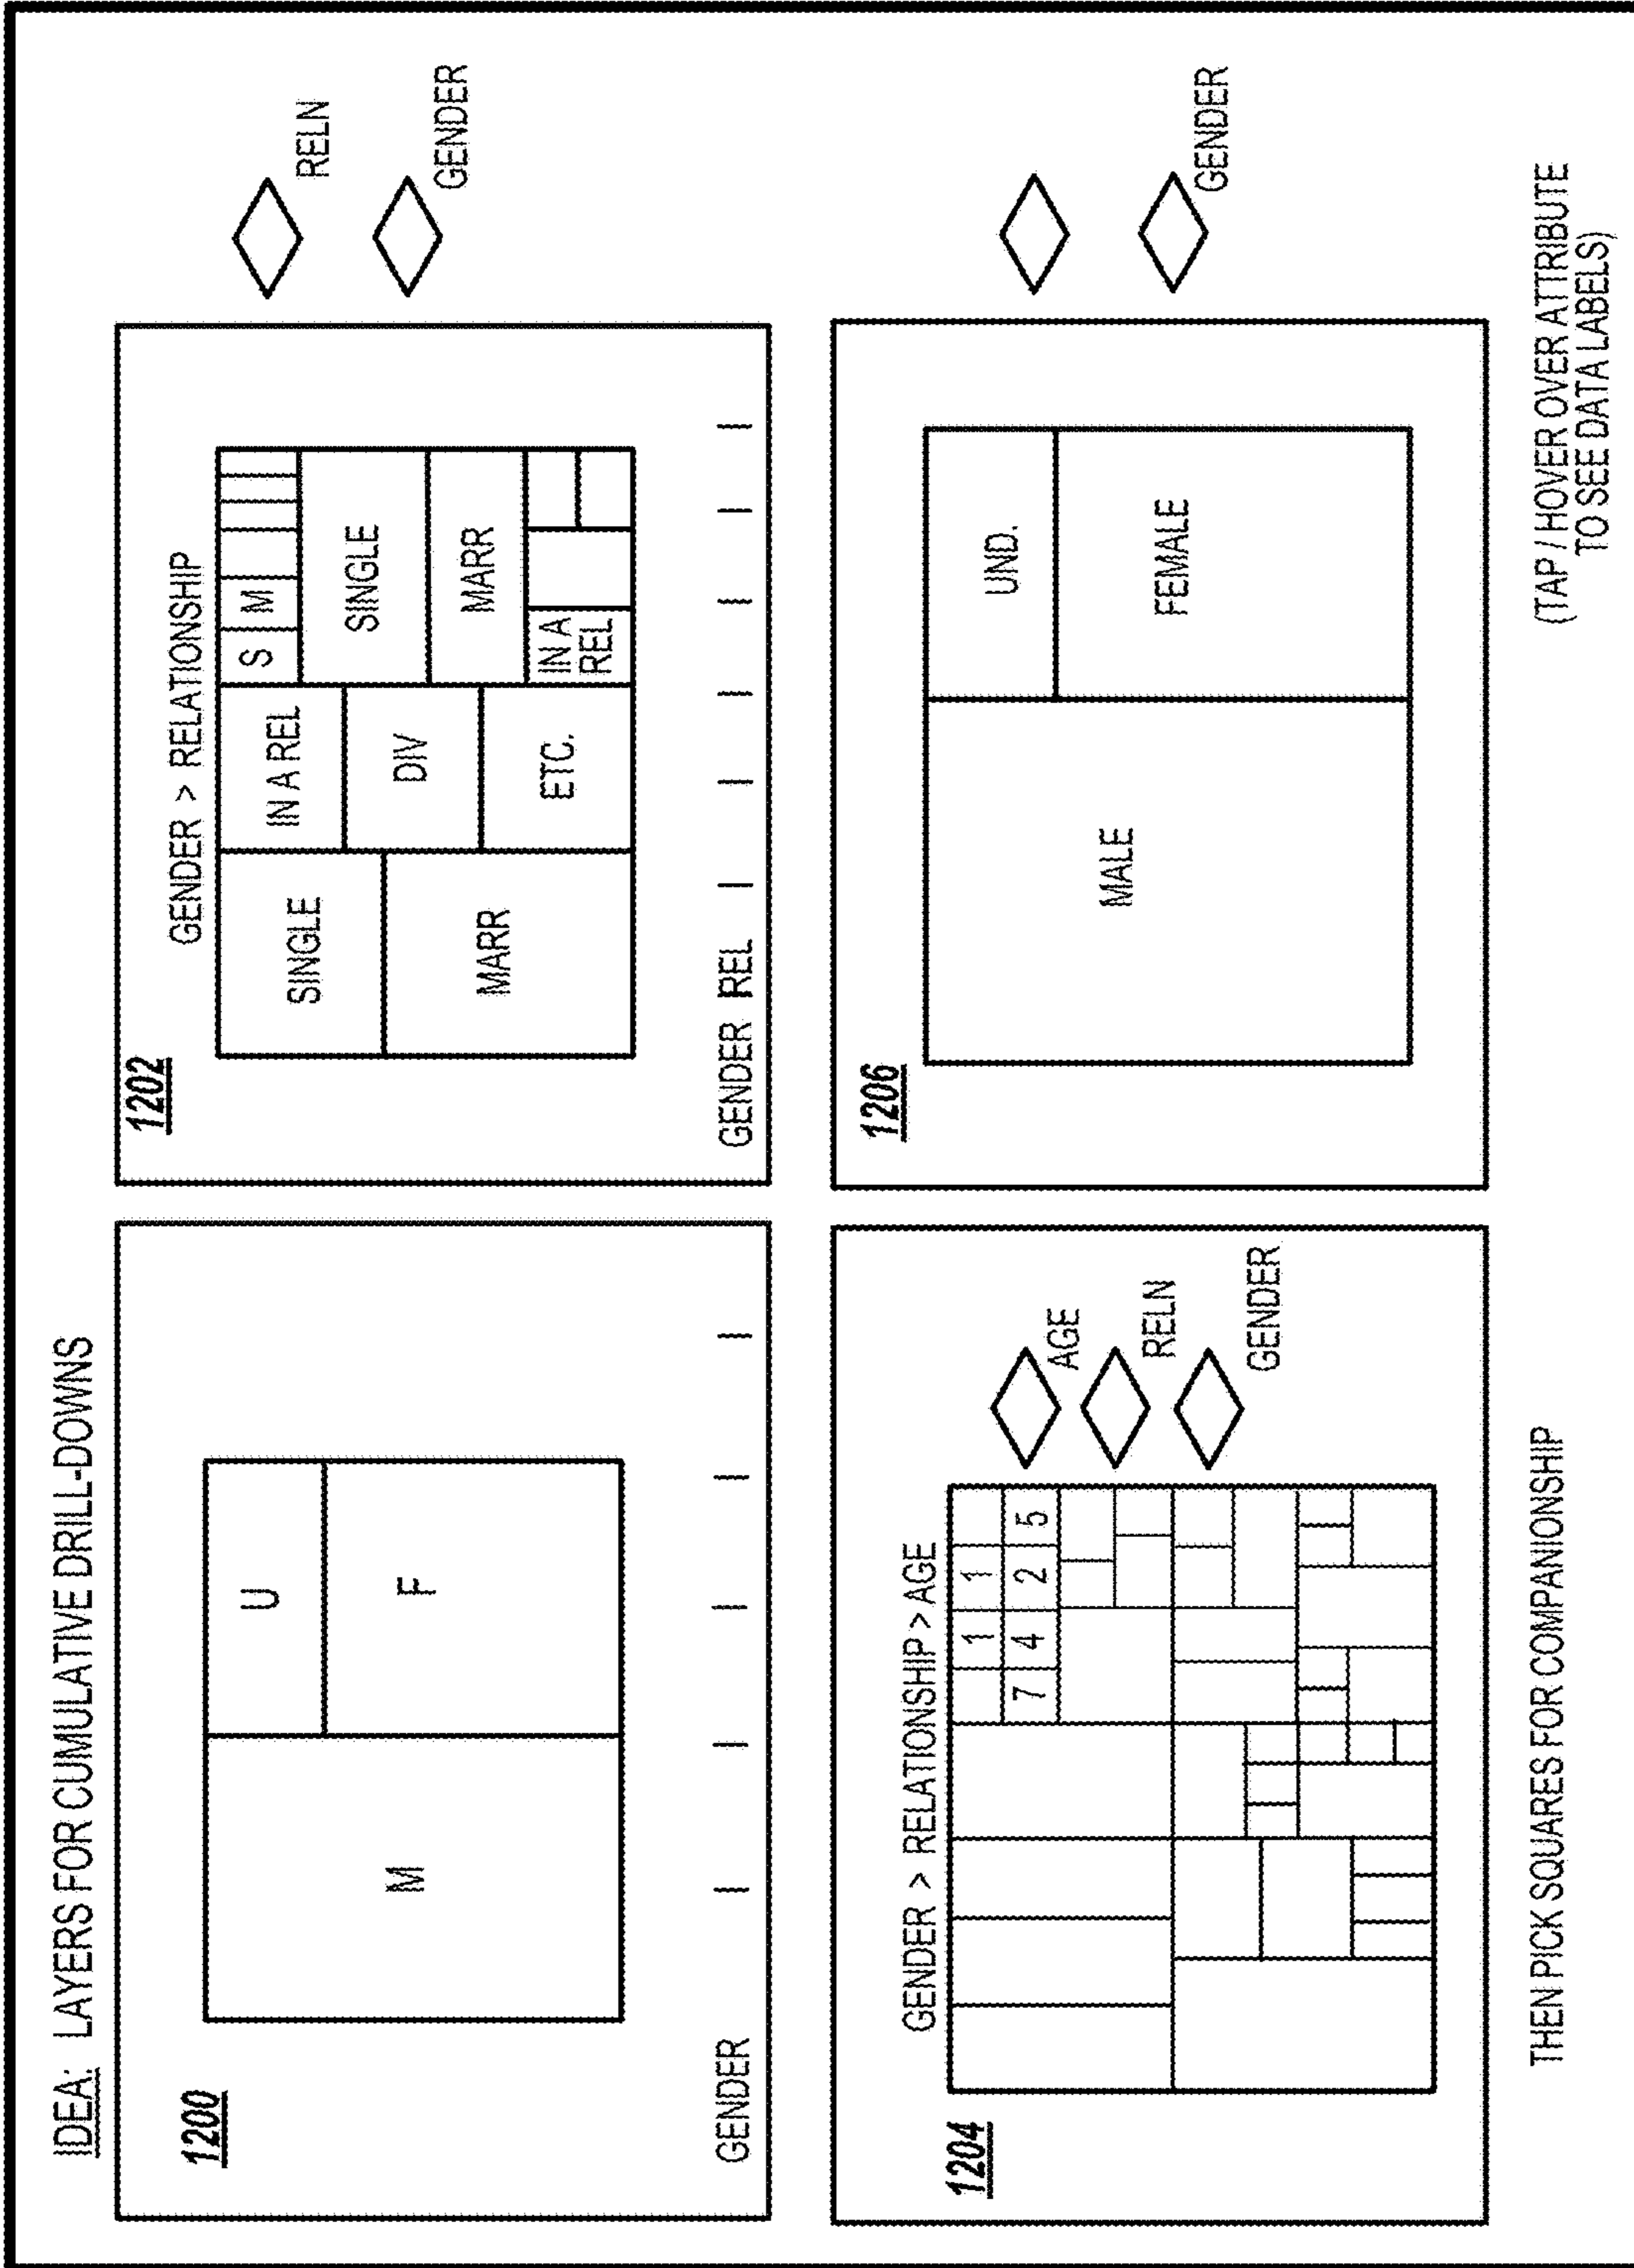 IDEA: LAYERS FOR CUMULATIVE DRILL-DOWNS
1200
U
M
F
GENDER
1202
GENDER > RELATIONSHIP
SINGLE
IN A REL
S
M
SINGLE
MARR
DIV
ETC.
MARR
IN A
REL
GENDER REL
RELN
GENDER
1204
GENDER > RELATIONSHIP > AGE
1 1
7 4 2 5
AGE
RELN
GENDER
THEN PICK SQUARES FOR COMPANIONSHIP
1206
UND.
MALE
FEMALE
GENDER
(TAP / HOVER OVER ATTRIBUTE
TO SEE DATA LABELS)